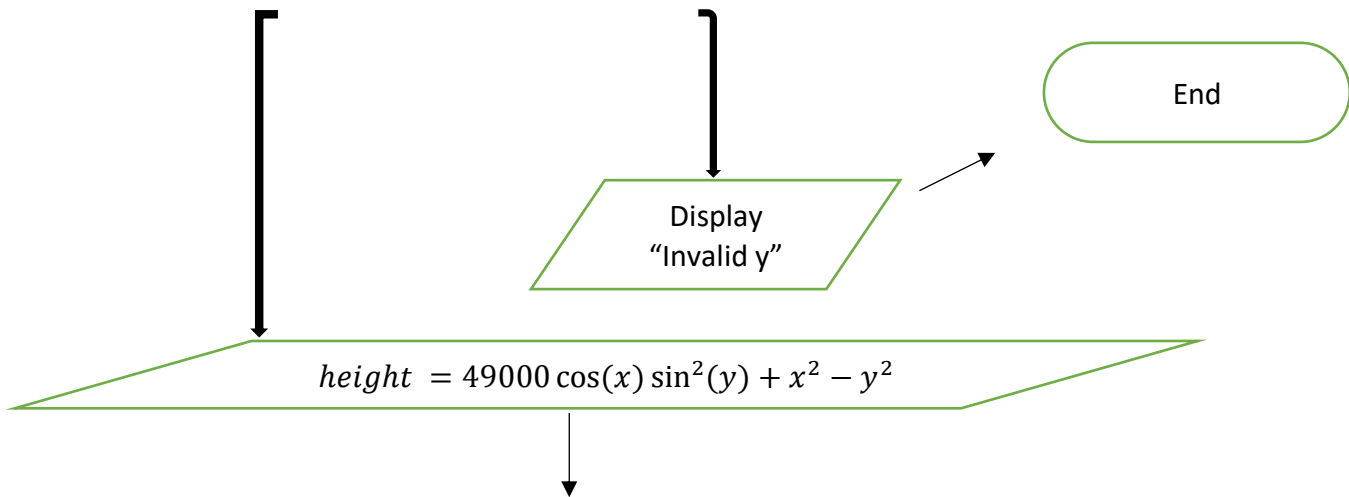 End
Display
“Invalid y”
height = 49000 cos(x) sin²(y) + x² − y²